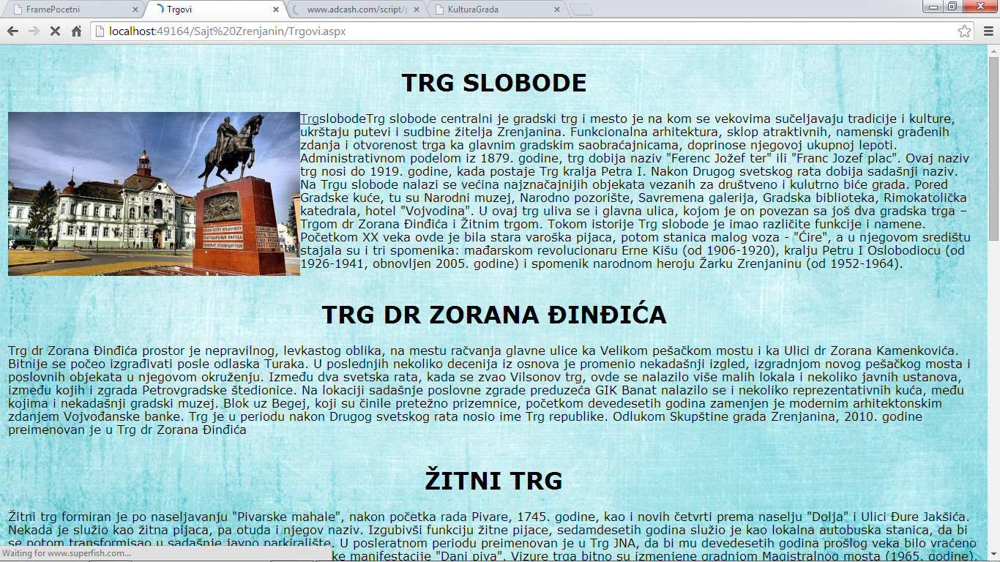 FramePocetni
Trgovi
www.adcash.com/script/
KulturaGrada
localhost:49164/Sajt%20Zrenjanin/Trgovi.aspx
TRG SLOBODE
TrgslobodeTrg slobode centralni je gradski trg i mesto je na kom se vekovima sučeljavaju tradicije i kulture,
ukrštaju putevi i sudbine žitelja Zrenjanina. Funkcionalna arhitektura, sklop atraktivnih, namenski građenih
zdanja i otvorenost trga ka glavnim gradskim saobraćajnicama, doprinose njegovoj ukupnoj lepoti.
Administrativnom podelom iz 1879. godine, trg dobija naziv "Ferenc Jožef ter" ili "Franc Jozef plac". Ovaj naziv
trg nosi do 1919. godine, kada postaje Trg kralja Petra I. Nakon Drugog svetskog rata dobija sadašnji naziv.
Na Trgu slobode nalazi se većina najznačajnijih objekata vezanih za društveno i kulutrno biće grada. Pored
Gradske kuće, tu su Narodni muzej, Narodno pozorište, Savremena galerija, Gradska biblioteka, Rimokatolička
katedrala, hotel "Vojvodina". U ovaj trg uliva se i glavna ulica, kojom je on povezan sa još dva gradska trga –
Trgom dr Zorana Đinđića i Žitnim trgom. Tokom istorije Trg slobode je imao različite funkcije i namene.
Početkom XX veka ovde je bila stara varoška pijaca, potom stanica malog voza - "Ćire", a u njegovom središtu
stajala su i tri spomenika: mađarskom revolucionaru Erne Kišu (od 1906-1920), kralju Petru I Oslobodiocu (od
1926-1941, obnovljen 2005. godine) i spomenik narodnom heroju Žarku Zrenjaninu (od 1952-1964).
TRG DR ZORANA ĐINĐIĆA
Trg dr Zorana Đinđića prostor je nepravilnog, levkastog oblika, na mestu račvanja glavne ulice ka Velikom pešačkom mostu i ka Ulici dr Zorana Kamenkovića.
Bitnije se počeo izgrađivati posle odlaska Turaka. U poslednjih nekoliko decenija iz osnova je promenio nekadašnji izgled, izgradnjom novog pešačkog mosta i
poslovnih objekata u njegovom okruženju. Između dva svetska rata, kada se zvao Vilsonov trg, ovde se nalazilo više malih lokala i nekoliko javnih ustanova,
između kojih i zgrada Petrovgradske štedionice. Na lokaciji sadašnje poslovne zgrade preduzeća GIK Banat nalazilo se i nekoliko reprezentativnih kuća, među
kojima i nekadašnji gradski muzej. Blok uz Begej, koji su činile pretežno prizemnice, početkom devedesetih godina zamenjen je modernim arhitektonskim
zdanjem Vojvođanske banke. Trg je u periodu nakon Drugog svetskog rata nosio ime Trg republike. Odlukom Skupštine grada Zrenjanina, 2010. godine
preimenovan je u Trg dr Zorana Đinđića
ŽITNI TRG
Žitni trg formiran je po naseljavanju "Pivarske mahale", nakon početka rada Pivare, 1745. godine, kao i novih četvrti prema naselju "Dolja" i Ulici Đure Jakšića.
Nekada je služio kao žitna pijaca, pa otuda i njegov naziv. Izgubivši funkciju žitne pijace, sedamdesetih godina služio je kao lokalna autobuska stanica, da bi
se potom transformisao u sadašnje javno parkiralište. U posleratnom periodu preimenovan je u Trg JNA, da bi mu devedesetih godina prošlog veka bilo vraćeno
ke manifestacije "Dani piva". Vizure trga bitno su izmenjene gradnjom Magistralnog mosta (1965. godine),
Waiting for www.superfish.com...